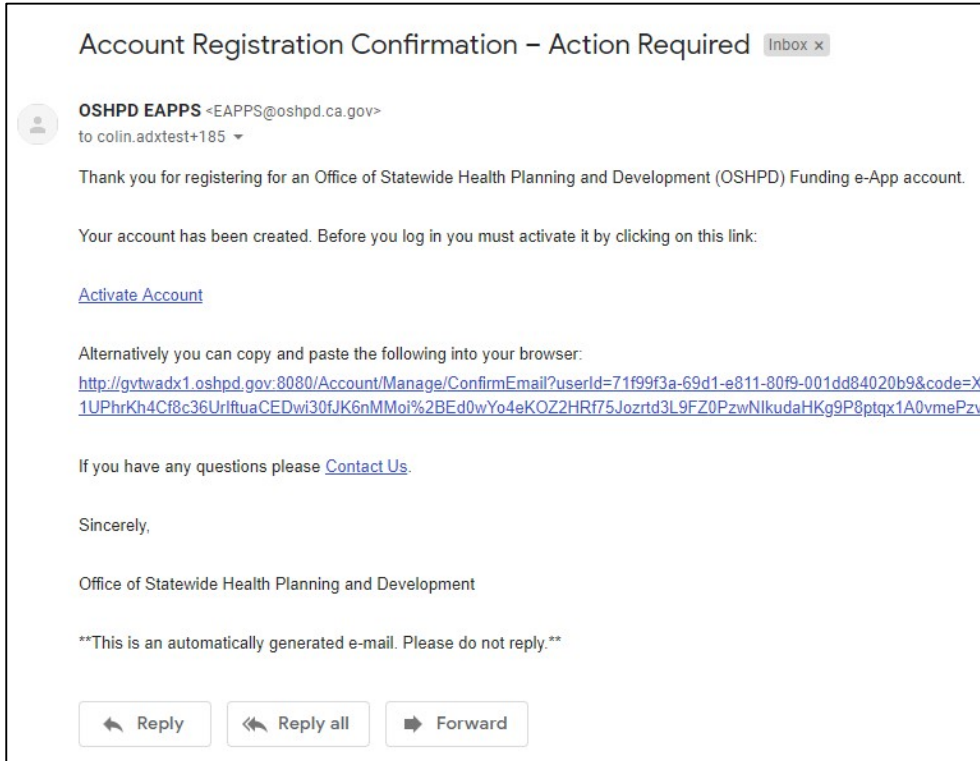 Account Registration Confirmation – Action Required Inbox x
OSHPD EAPPS <EAPPS@oshpd.ca.gov>
to colin.adxtest+185
Thank you for registering for an Office of Statewide Health Planning and Development (OSHPD) Funding e-App account.
Your account has been created. Before you log in you must activate it by clicking on this link:
Activate Account
Alternatively you can copy and paste the following into your browser:
http://gvtwadx1.oshpd.gov:8080/Account/Manage/ConfirmEmail?userId=71f99f3a-69d1-e811-80f9-001dd84020b9&code=X
1UPhrKh4Cf8c36UrlftuaCEDwi30fJK6nMMoi%2BEd0wYo4eKOZ2HRf75Jozrtd3L9FZ0PzwNIkudaHKg9P8ptqx1A0vmePzv
If you have any questions please Contact Us.
Sincerely,
Office of Statewide Health Planning and Development
**This is an automatically generated e-mail. Please do not reply.**
Reply Reply all Forward